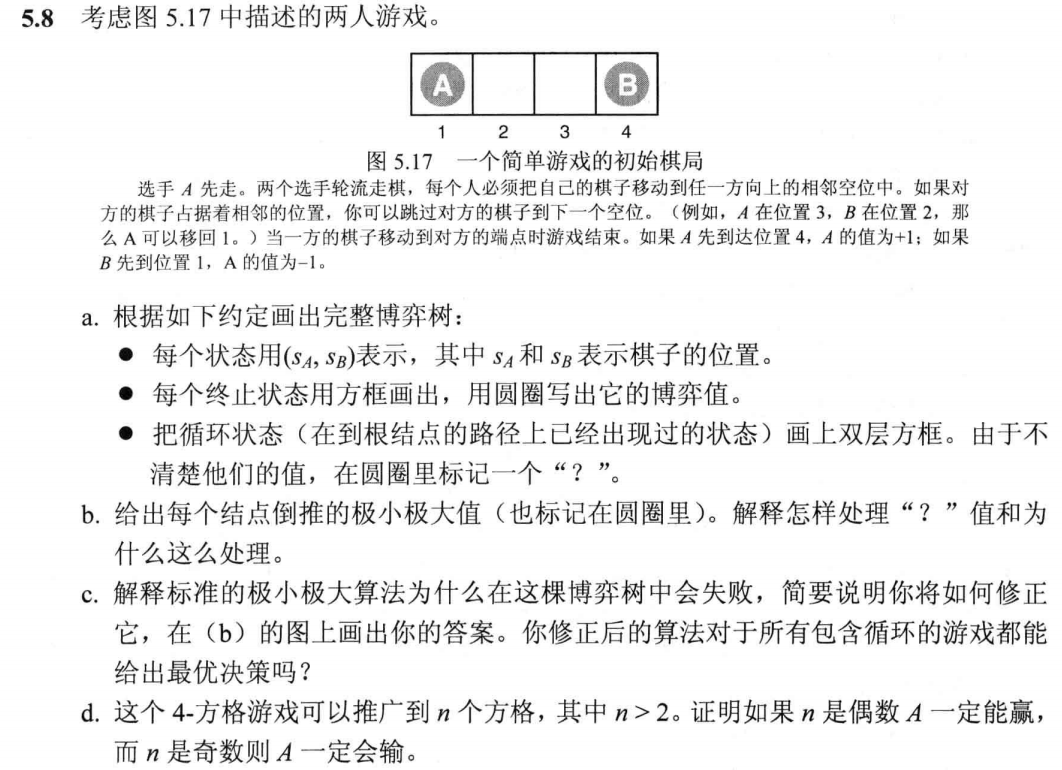 5.8 考虑图 5.17 中描述的两人游戏。
A B
1 2 3 4
图 5.17 一个简单游戏的初始棋局
选手 A 先走。两个选手轮流走棋，每个人必须把自己的棋子移动到任一方向上的相邻空位中。如果对
方的棋子占据着相邻的位置，你可以跳过对方的棋子到下一个空位。（例如，A 在位置 3，B 在位置 2，那
么 A 可以移回 1。）当一方的棋子移动到对方的端点时游戏结束。如果 A 先到达位置 4，A 的值为+1；如果
B 先到位置 1，A 的值为–1。
a. 根据如下约定画出完整博弈树：
● 每个状态用(sA, sB)表示，其中 sA 和 sB 表示棋子的位置。
● 每个终止状态用方框画出，用圆圈写出它的博弈值。
● 把循环状态（在到根结点的路径上已经出现过的状态）画上双层方框。由于不
清楚他们的值，在圆圈里标记一个“？”。
b. 给出每个结点倒推的极小极大值（也标记在圆圈里）。解释怎样处理“？”值和为
什么这么处理。
c. 解释标准的极小极大算法为什么在这棵博弈树中会失败，简要说明你将如何修正
它，在（b）的图上画出你的答案。你修正后的算法对于所有包含循环的游戏都能
给出最优决策吗？
d. 这个 4-方格游戏可以推广到 n 个方格，其中 n > 2。证明如果 n 是偶数 A 一定能赢，
而 n 是奇数则 A 一定会输。